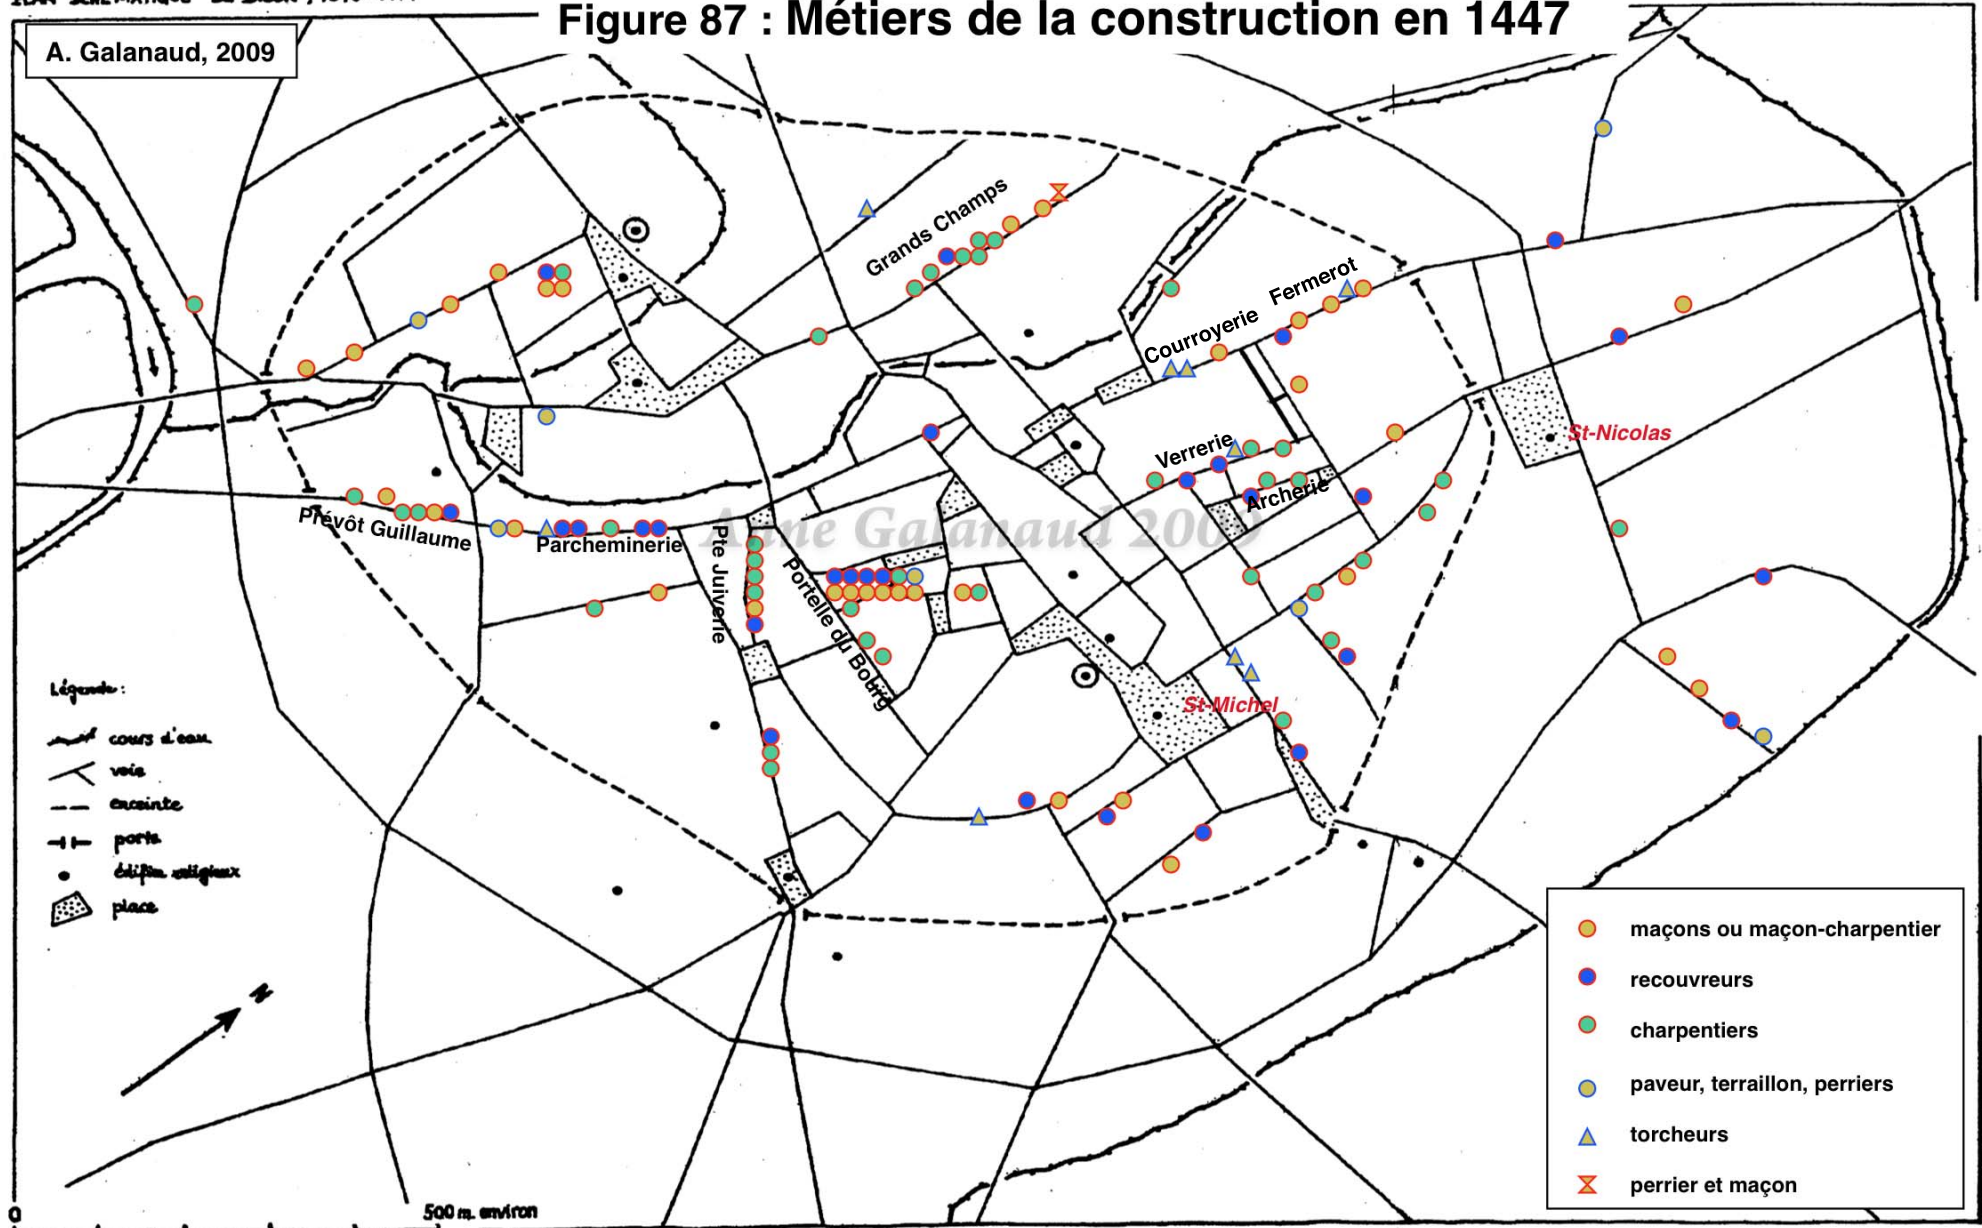 Figure 87 : Métiers de la construction en 1447
A. Galanaud, 2009
Grands Champs
Fermerot
Courroyerie
St-Nicolas
Verrerie
Archerie
Prévôt Guillaume
Parcheminerie
Anne Galanaud 2009
Pte Juiverie
Portelle du Bourg
St-Michel
Légende :
cours d'eau
voie
enceinte
porte
édifice religieux
place
N
maçons ou maçon-charpentier
recouvreurs
charpentiers
paveur, terraillon, perriers
torcheurs
perrier et maçon
0
500 m. environ